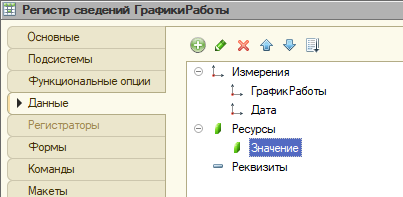 Регистр сведений ГрафикиРаботы
Основные
Подсистемы
Функциональные опции
Данные
Регистраторы
Формы
Команды
Макеты
Измерения
ГрафикРаботы
Дата
Ресурсы
Значение
Реквизиты